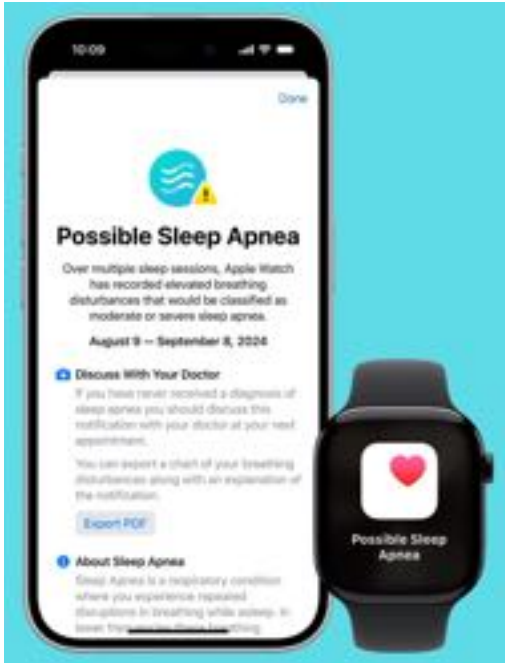 10:09
Done
Possible Sleep Apnea
Over multiple sleep sessions, Apple Watch
has recorded elevated breathing
disturbances that would be classified as
moderate or severe sleep apnea.
August 9 — September 8, 2024
Discuss With Your Doctor
If you have never received a diagnosis of
sleep apnea you should discuss this
notification with your doctor at your next
appointment.
You can export a chart of your breathing
disturbances along with an explanation of
the notification.
Export PDF
About Sleep Apnea
Sleep Apnea is a respiratory condition
where you experience repeated
disruptions in breathing while asleep. In
Possible Sleep
Apnea